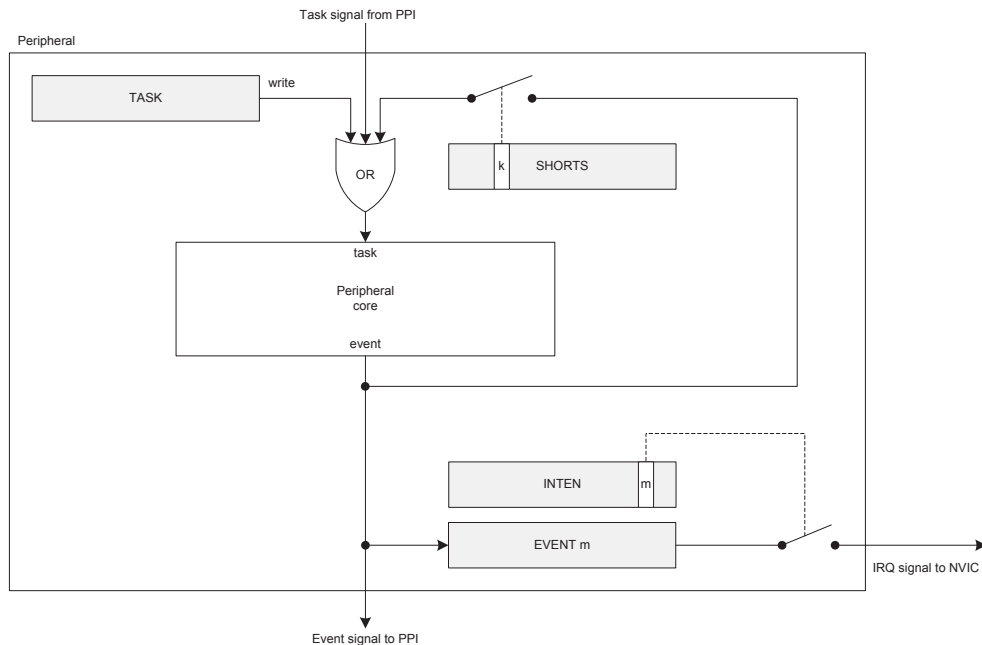 Task signal from PPI
Peripheral
write
TASK
OR
k
SHORTS
task
Peripheral
core
event
INTEN
m
EVENT m
IRQ signal to NVIC
Event signal to PPI